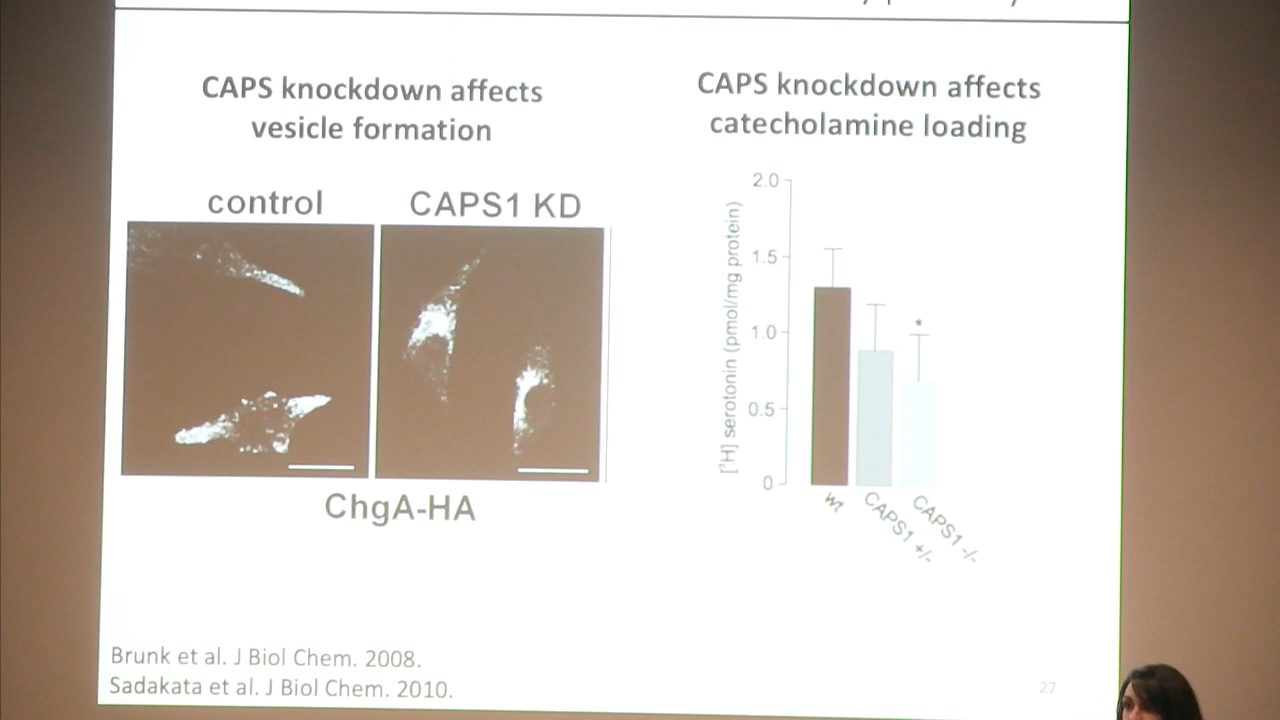 CAPS knockdown affects
vesicle formation
control
CAPS1 KD
ChgA-HA
CAPS knockdown affects
catecholamine loading
[³H] serotonin (pmol/mg protein)
2.0
1.5
1.0
0.5
0
*
wt
CAPS1 +/-
CAPS1 -/-
Brunk et al. J Biol Chem. 2008.
Sadakata et al. J Biol Chem. 2010.
27